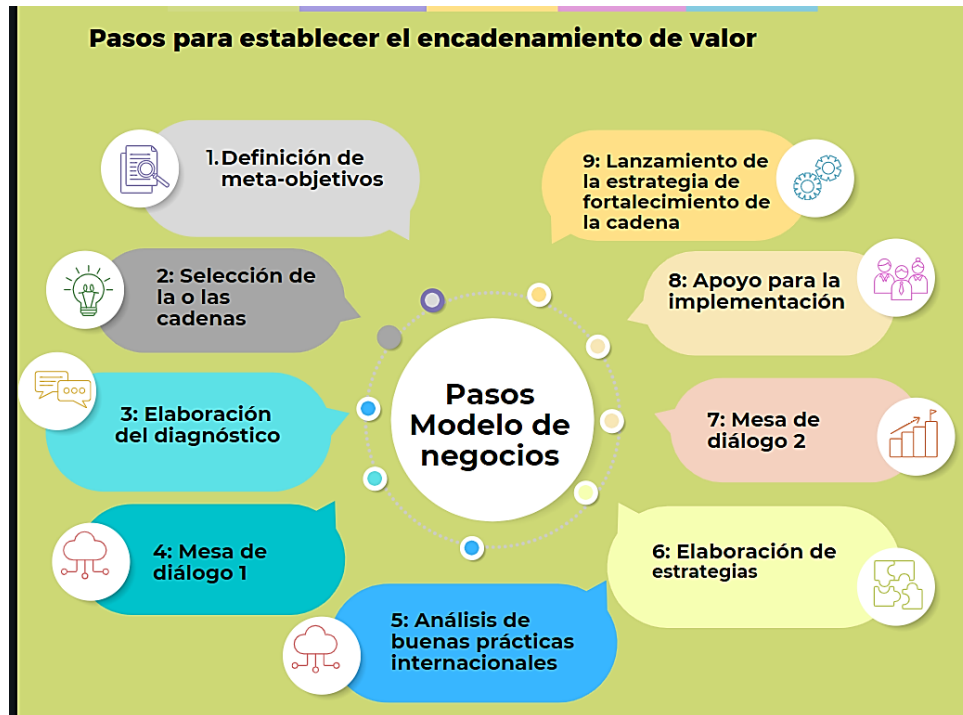 Pasos para establecer el encadenamiento de valor
1.Definición de
meta-objetivos
2: Selección de
la o las
cadenas
3: Elaboración
del diagnóstico
4: Mesa de
diálogo 1
5: Análisis de
buenas prácticas
internacionales
6: Elaboración de
estrategias
7: Mesa de
diálogo 2
8: Apoyo para la
implementación
9: Lanzamiento de
la estrategia de
fortalecimiento de
la cadena
Pasos
Modelo de
negocios